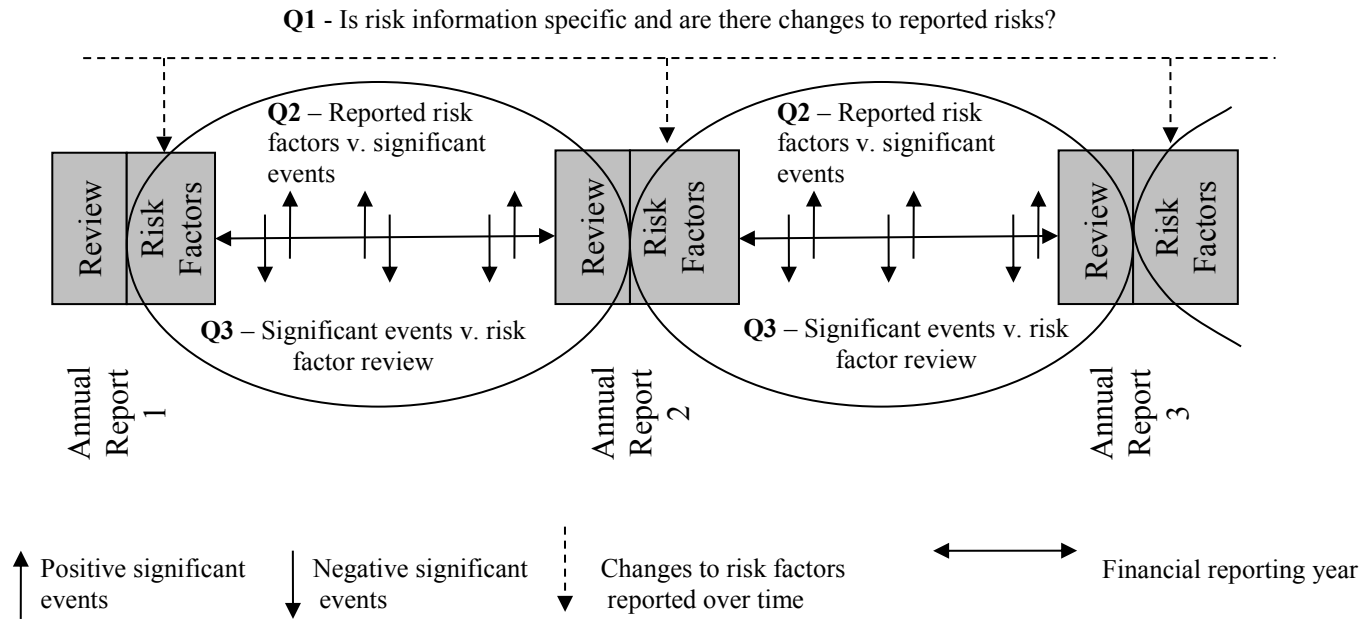 Q1 - Is risk information specific and are there changes to reported risks?
Q2 – Reported risk
factors v. significant
events
Q2 – Reported risk
factors v. significant
events
Review
Risk
Factors
Review
Risk
Factors
Review
Risk
Factors
Q3 – Significant events v. risk
factor review
Q3 – Significant events v. risk
factor review
Annual
Report
1
Annual
Report
2
Annual
Report
3
Positive significant
events
Negative significant
events
Changes to risk factors
reported over time
Financial reporting year